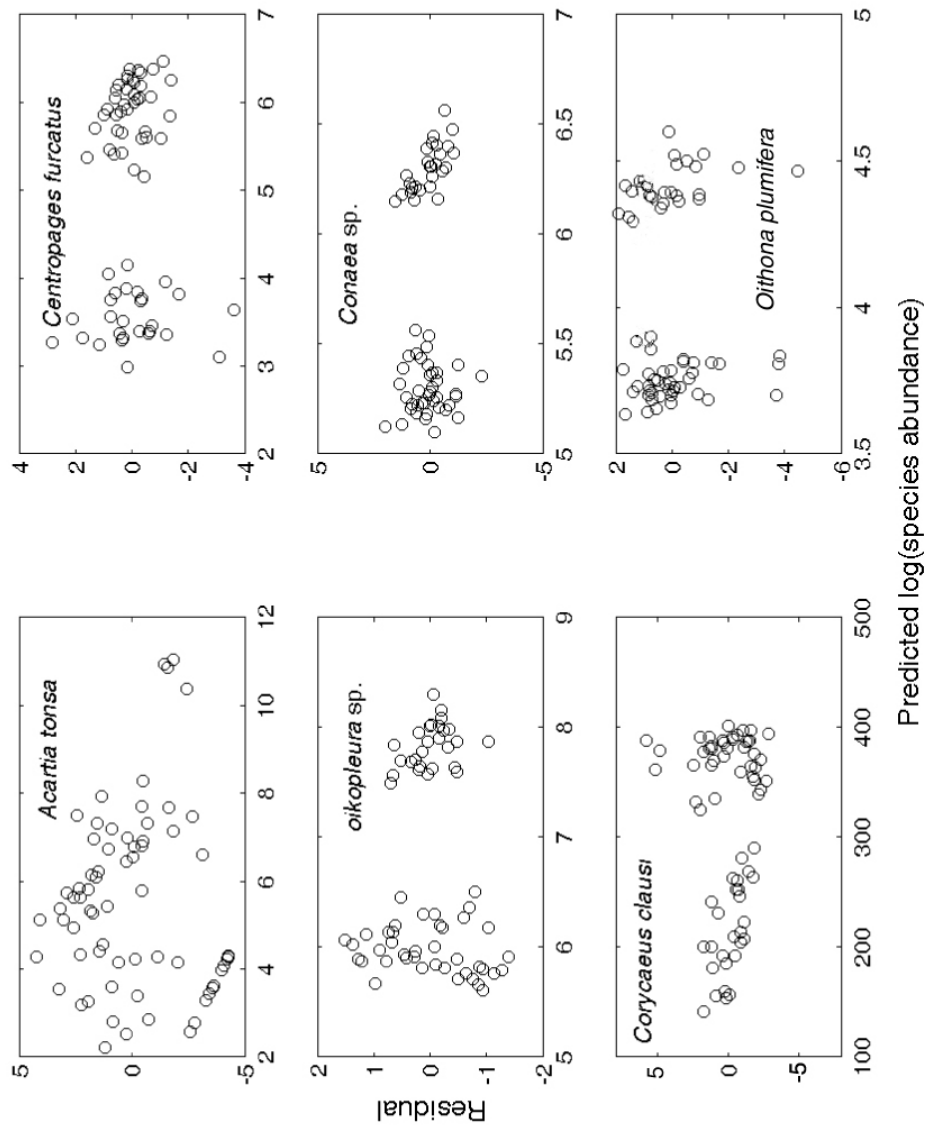 Acartia tonsa
5
0
-5
2 4 6 8 10 12
Centropages furcatus
4
2
0
-2
-4
2 3 4 5 6 7
oikopleura sp.
2
1
0
-1
-2
5 6 7 8 9
Conaea sp.
5
0
-5
5 5.5 6 6.5 7
Corycaeus clausi
5
0
-5
100 200 300 400 500
Oithona plumifera
2
0
-2
-4
-6
3.5 4 4.5 5
Residual
Predicted log(species abundance)